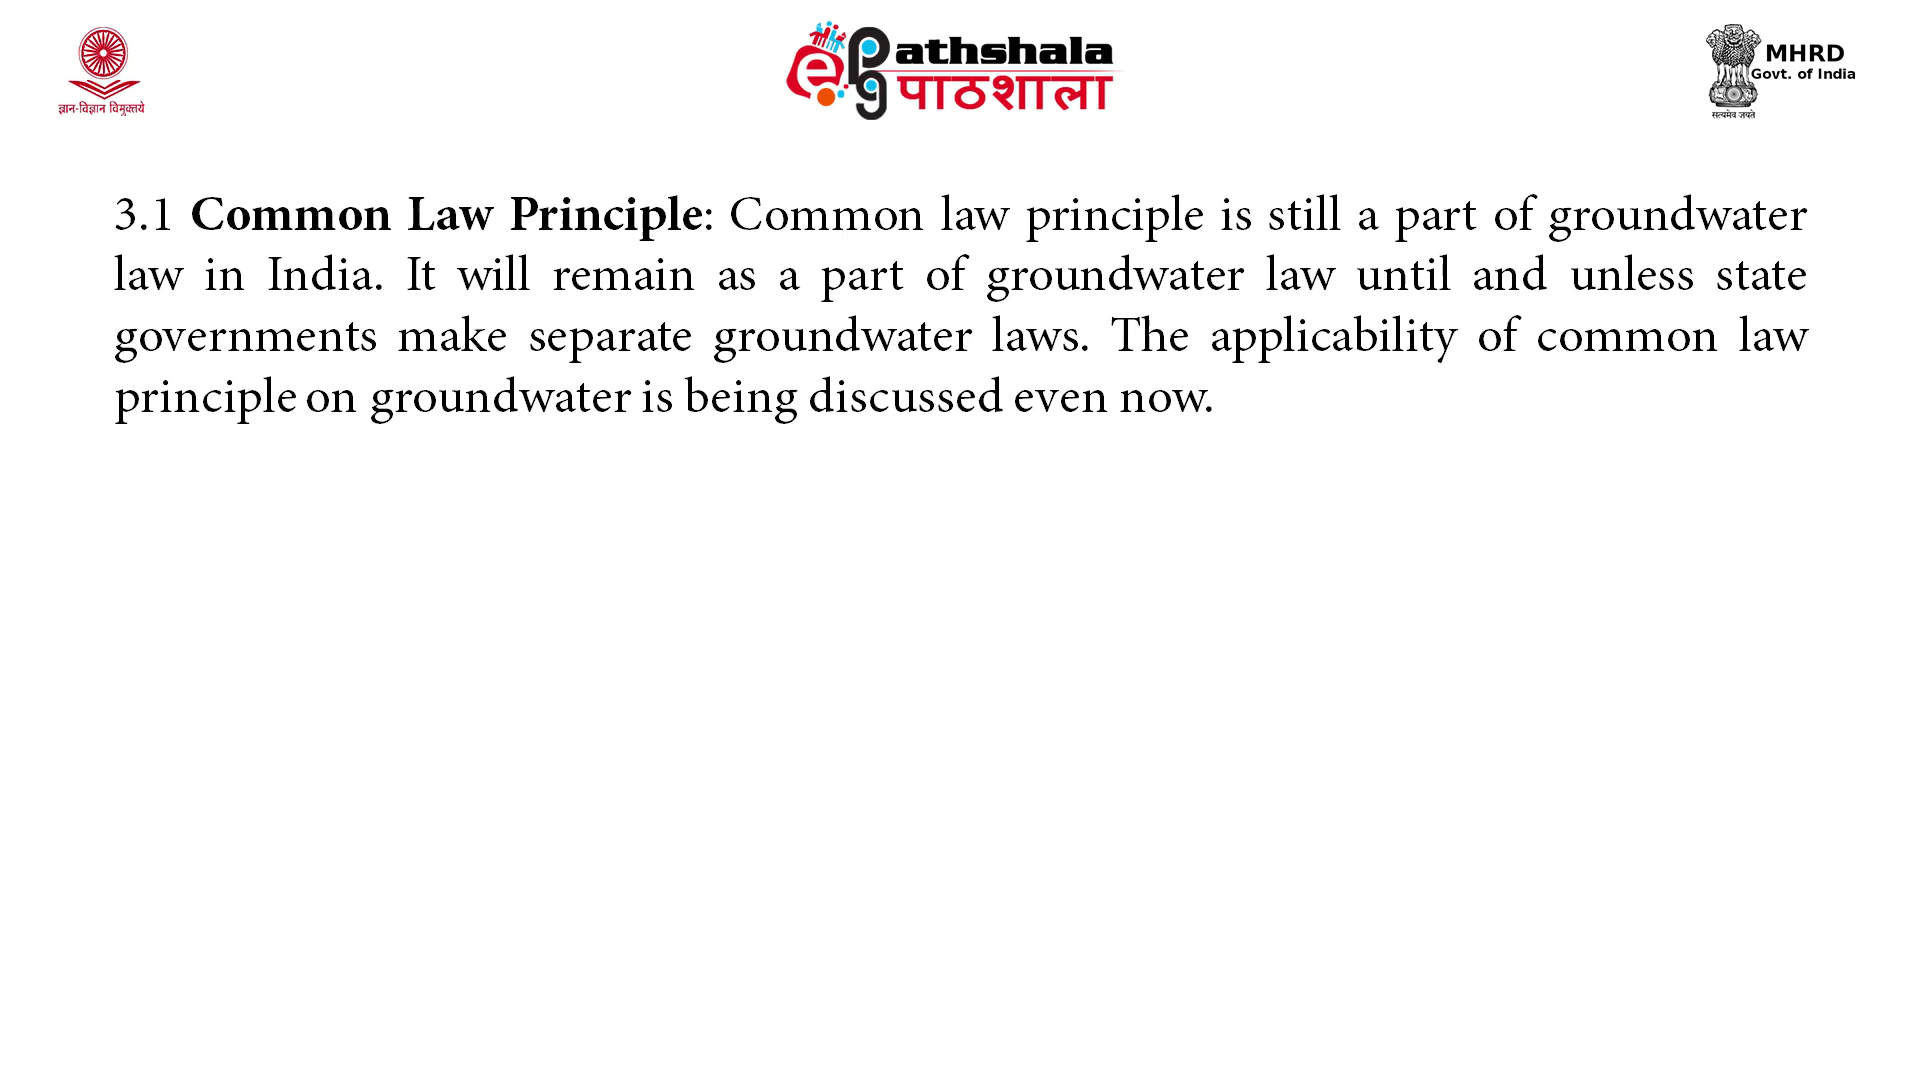 ज्ञान-विज्ञान विमुक्तये
ePg athshala
पाठशाला
MHRD
Govt. of India
सत्यमेव जयते
3.1 Common Law Principle: Common law principle is still a part of groundwater
law in India. It will remain as a part of groundwater law until and unless state
governments make separate groundwater laws. The applicability of common law
principle on groundwater is being discussed even now.